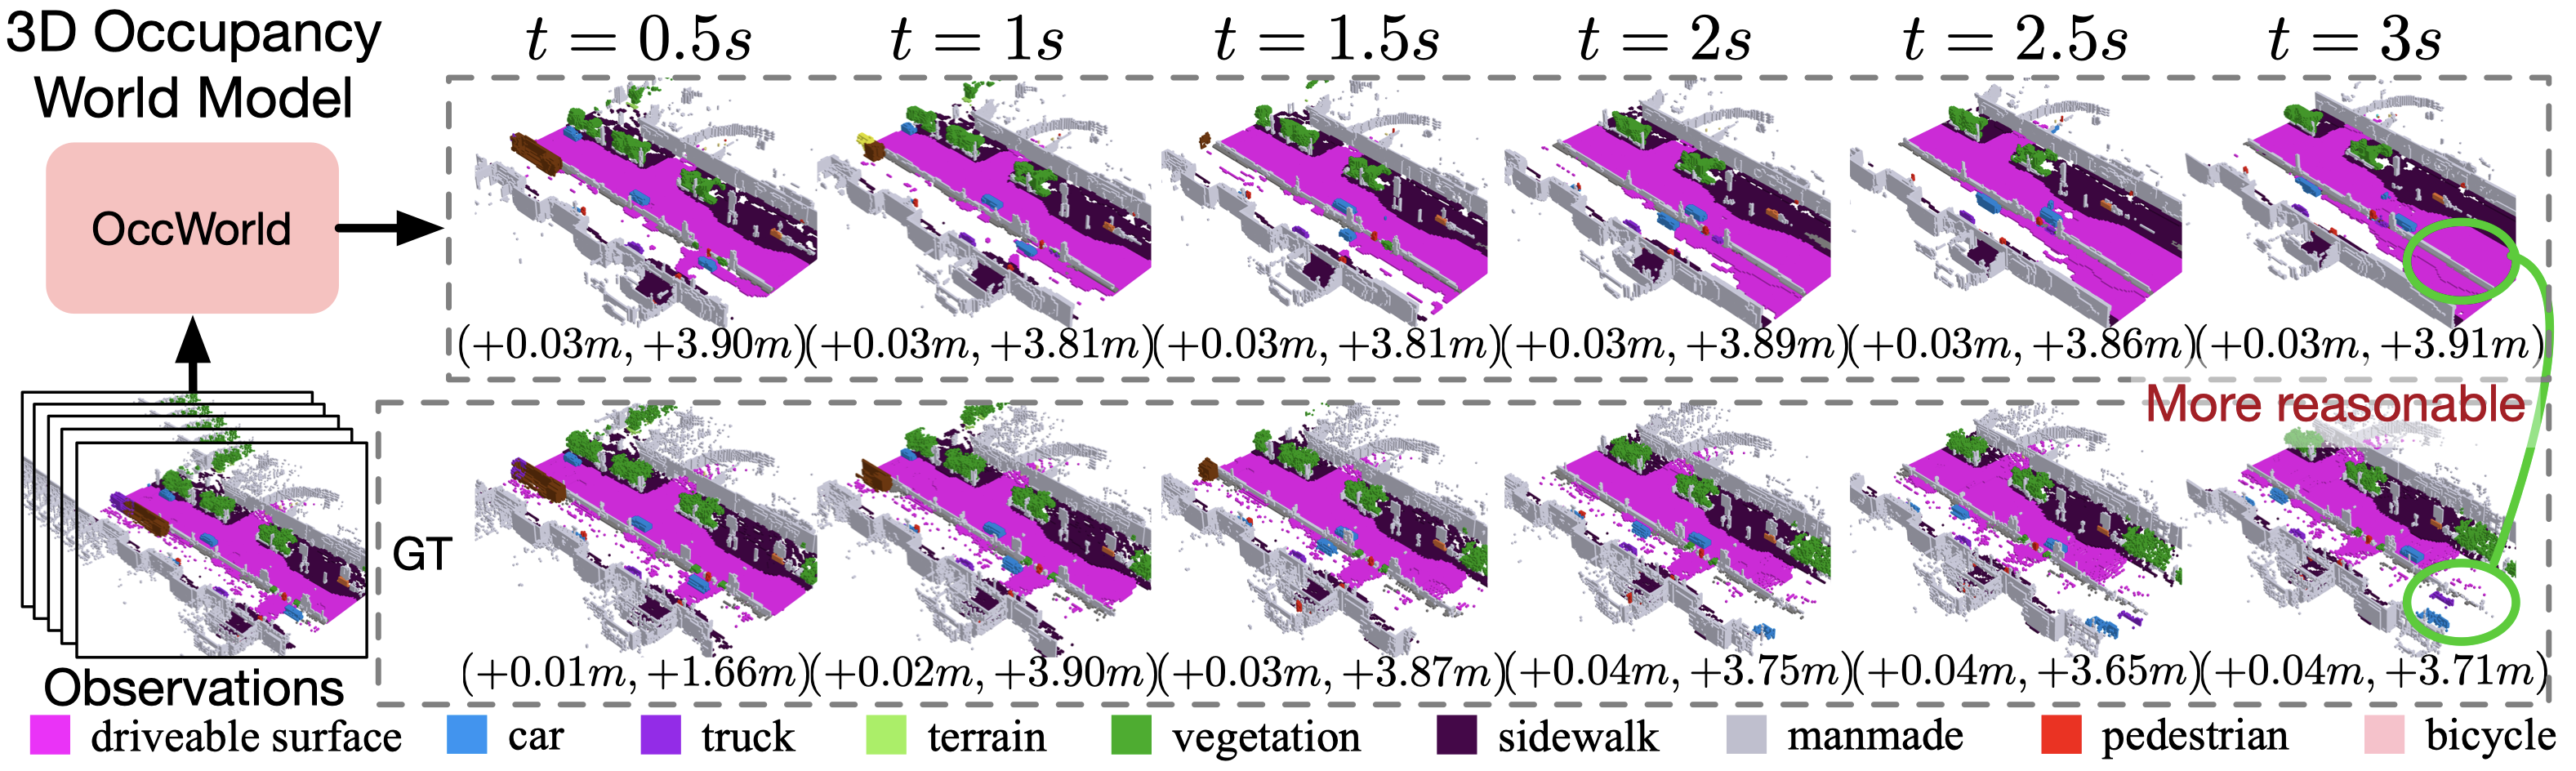 3D Occupancy
World Model
t = 0.5s
t = 1s
t = 1.5s
t = 2s
t = 2.5s
t = 3s
OccWorld
(+0.03m, +3.90m)
(+0.03m, +3.81m)
(+0.03m, +3.81m)
(+0.03m, +3.89m)
(+0.03m, +3.86m)
(+0.03m, +3.91m)
More reasonable
GT
(+0.01m, +1.66m)
(+0.02m, +3.90m)
(+0.03m, +3.87m)
(+0.04m, +3.75m)
(+0.04m, +3.65m)
(+0.04m, +3.71m)
Observations
driveable surface
car
truck
terrain
vegetation
sidewalk
manmade
pedestrian
bicycle